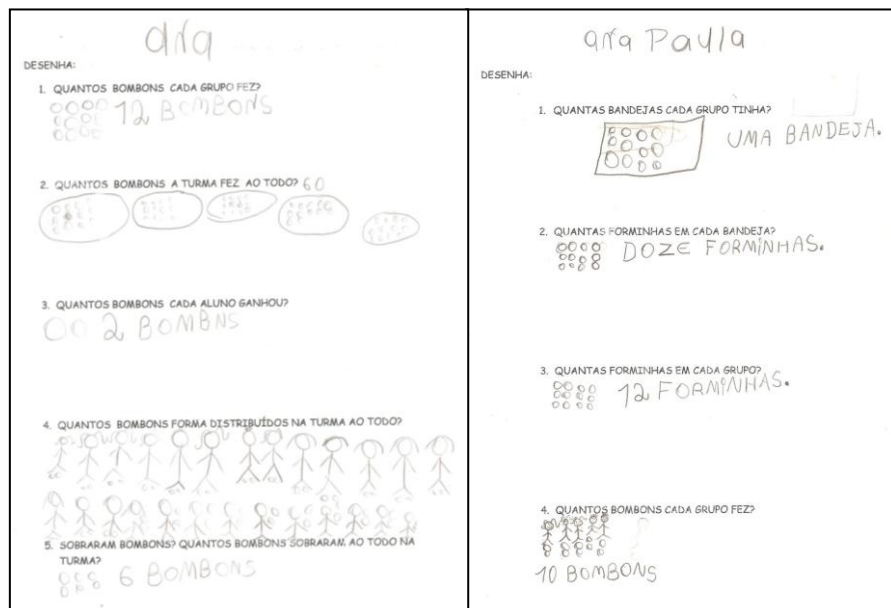 ana
DESENHA:
1. QUANTOS BOMBONS CADA GRUPO FEZ?
12 BOMBONS
2. QUANTOS BOMBONS A TURMA FEZ AO TODO? 60
3. QUANTOS BOMBONS CADA ALUNO GANHOU?
2 BOMBNS
4. QUANTOS BOMBONS FORMA DISTRIBUÍDOS NA TURMA AO TODO?
5. SOBRARAM BOMBONS? QUANTOS BOMBONS SOBRARAM AO TODO NA
TURMA?
6 BOMBONS
ana Paula
DESENHA:
1. QUANTAS BANDEJAS CADA GRUPO TINHA?
UMA BANDEJA.
2. QUANTAS FORMINHAS EM CADA BANDEJA?
DOZE FORMINHAS.
3. QUANTAS FORMINHAS EM CADA GRUPO?
12 FORMINHAS.
4. QUANTOS BOMBONS CADA GRUPO FEZ?
10 BOMBONS